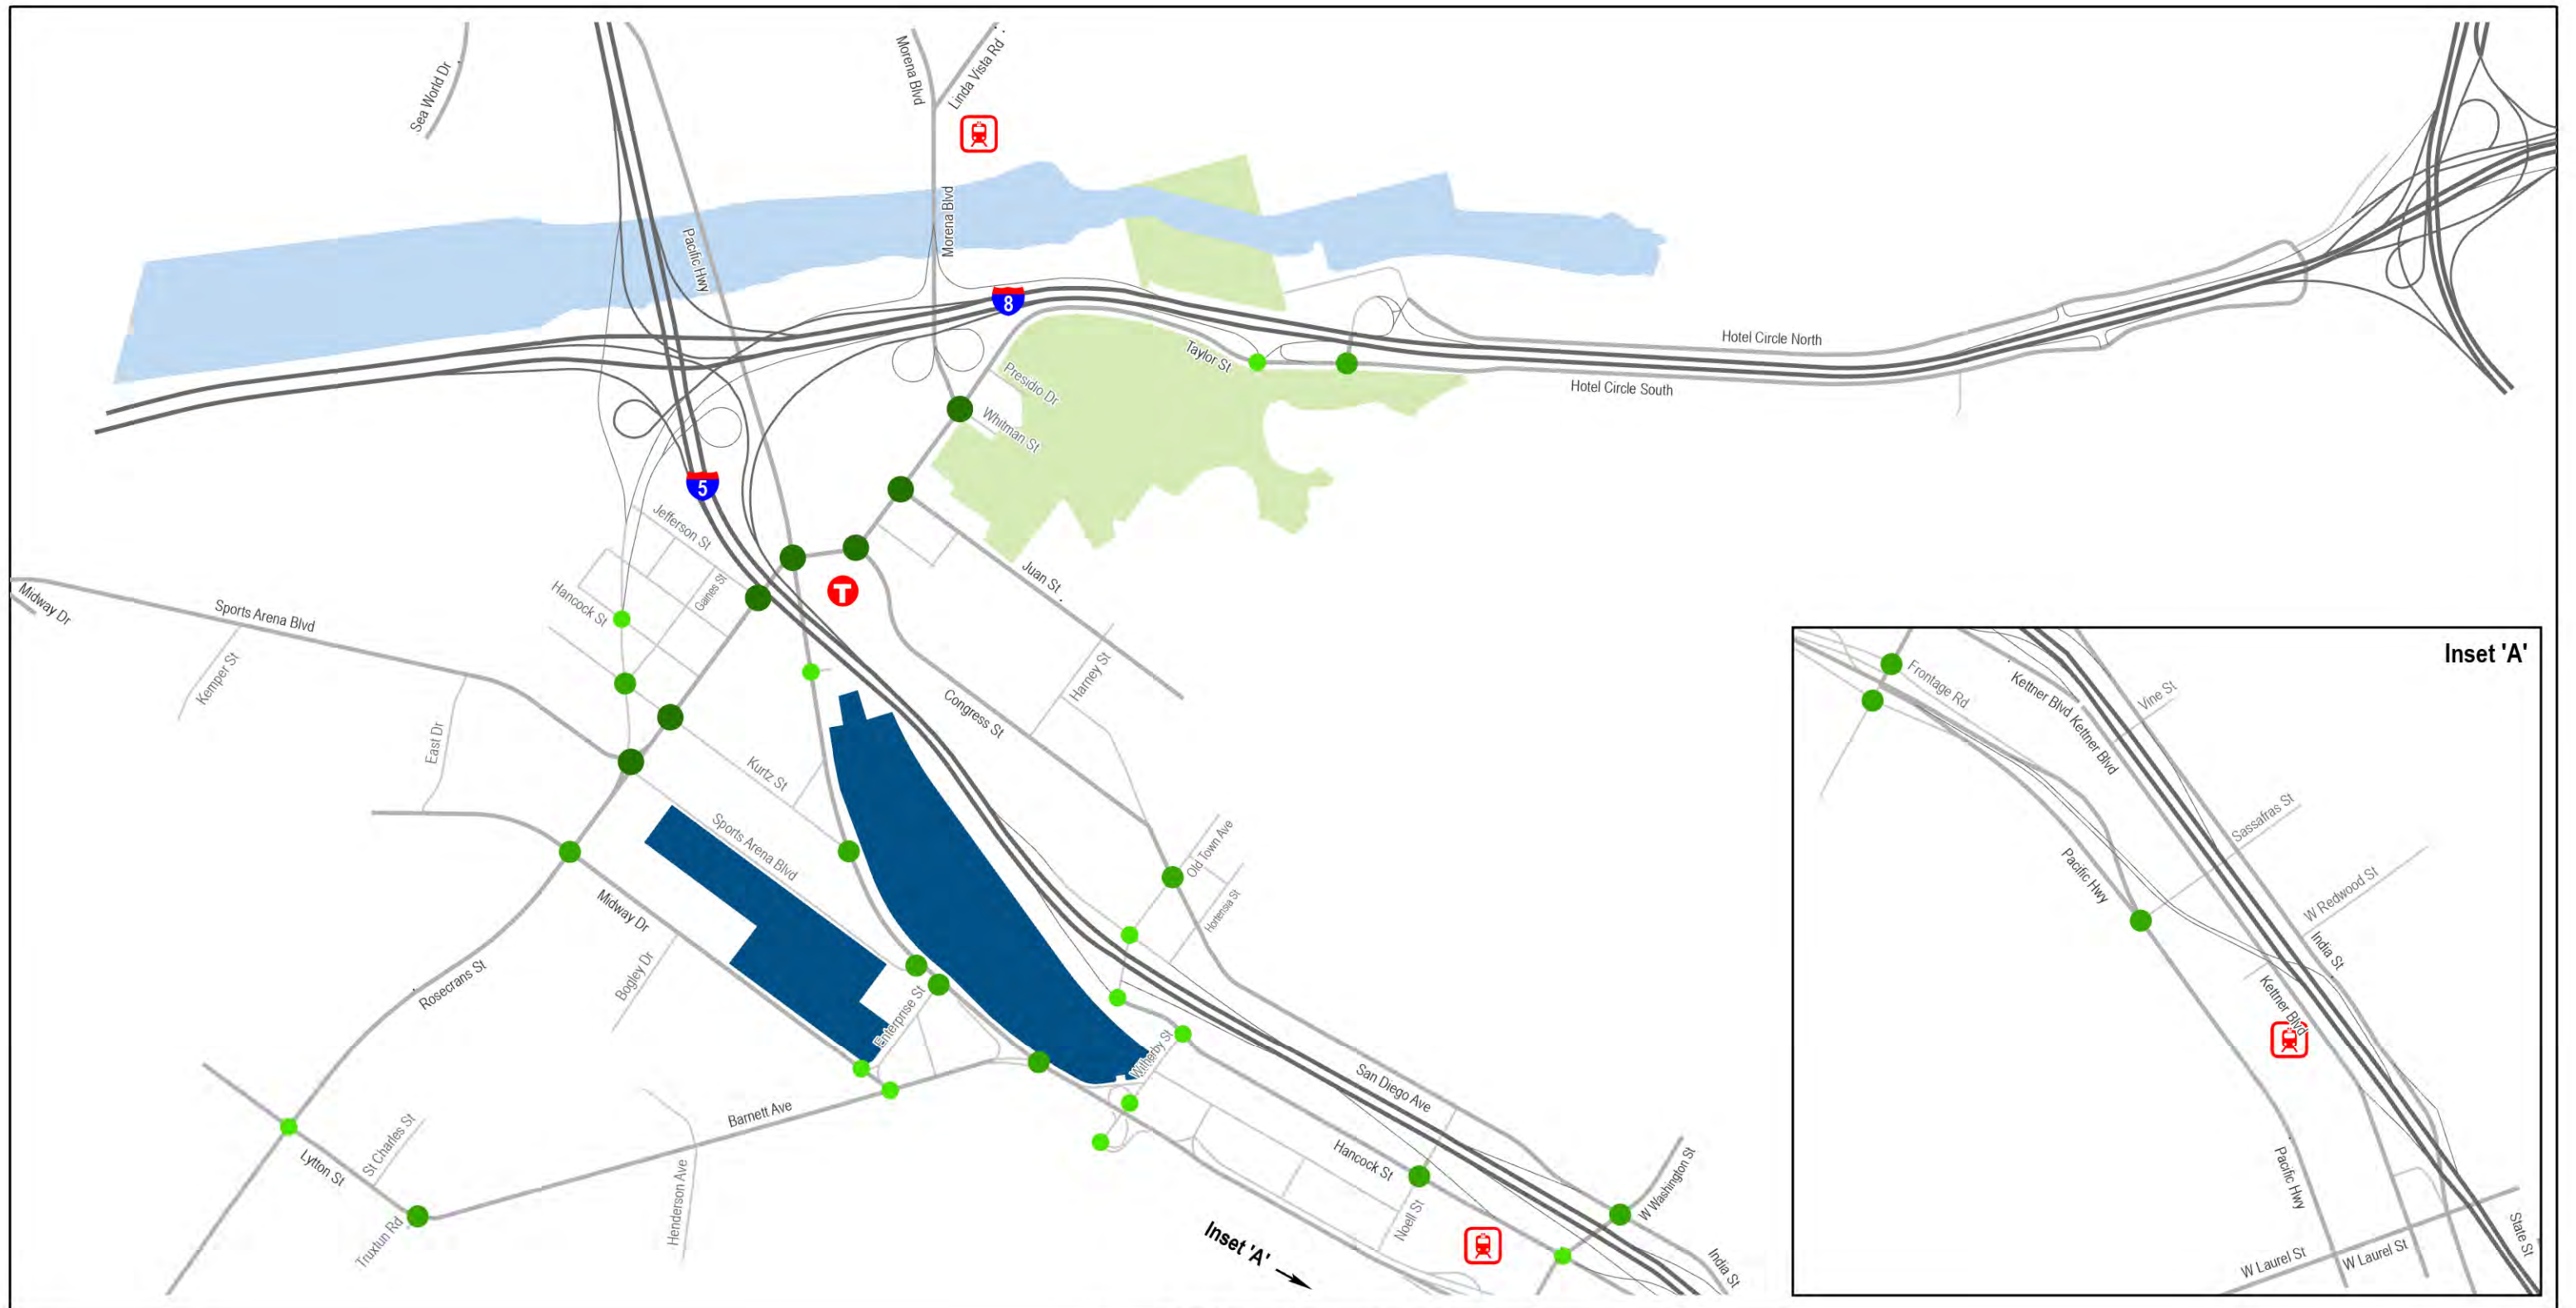 Sea World Dr
Morena Blvd
Linda Vista Rd
Morena Blvd
Pacific Hwy
8
Hotel Circle North
Taylor St
Hotel Circle South
Presidio Dr
Whitman St
5
Jefferson St
Juan St
T
Gaines St
Hancock St
Midway Dr
Sports Arena Blvd
Kemper St
Harney St
East Dr
Congress St
Kurtz St
Sports Arena Blvd
Old Town Ave
Hortensia St
Midway Dr
Bogley Dr
Rosecrans St
Enterprise St
Witherby St
San Diego Ave
Barnett Ave
St Charles St
Lytton St
Hancock St
W Washington St
Henderson Ave
Truxtun Rd
Noell St
Inset 'A'
India St
Inset 'A'
Frontage Rd
Kettner Blvd
Kettner Blvd
Vine St
Sassafras St
Pacific Hwy
W Redwood St
India St
Kettner Blvd
Pacific Hwy
State St
W Laurel St
W Laurel St